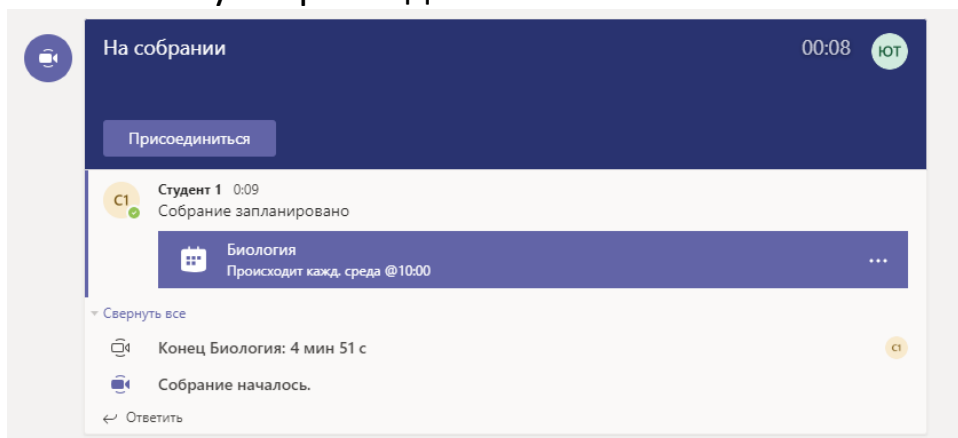 На собрании
00:08
ЮТ
Присоединиться
С1
Студент 1 0:09
Собрание запланировано
Биология
Происходит кажд. среда @10:00
Свернуть все
Конец Биология: 4 мин 51 с
С1
Собрание началось.
Ответить